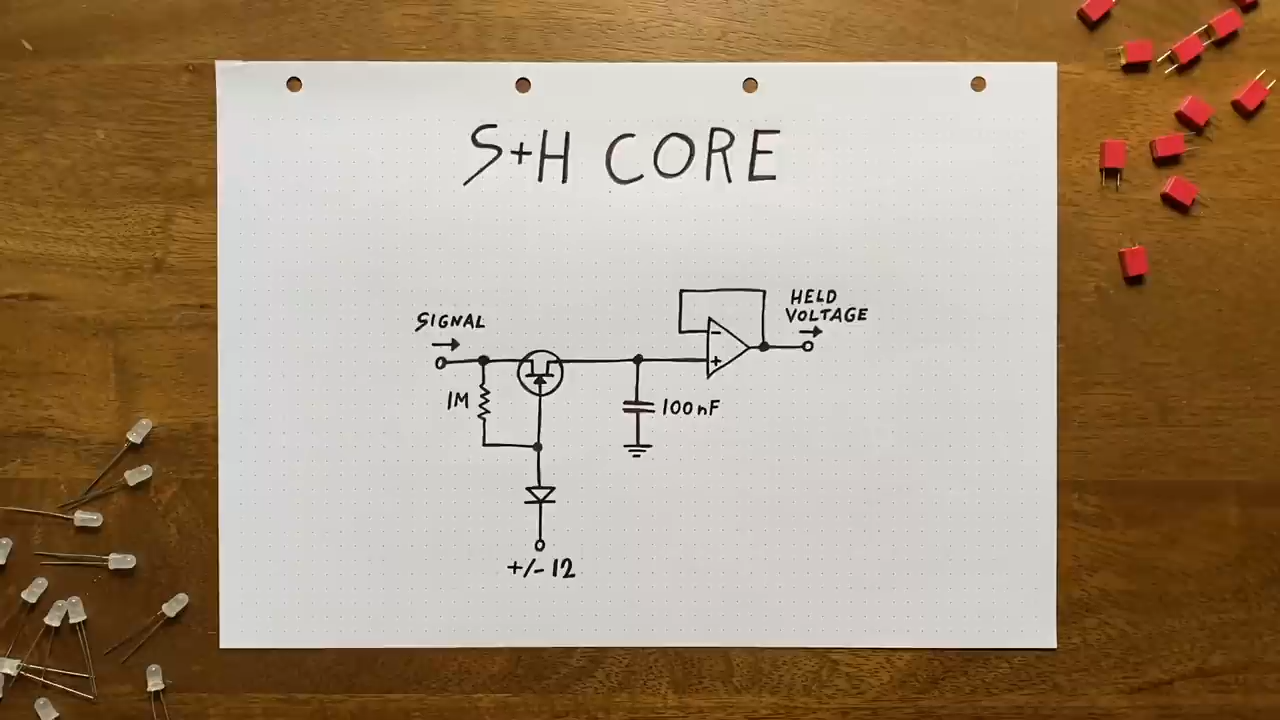 S+H CORE
SIGNAL
HELD
VOLTAGE
-
+
1M
100nF
+/-12